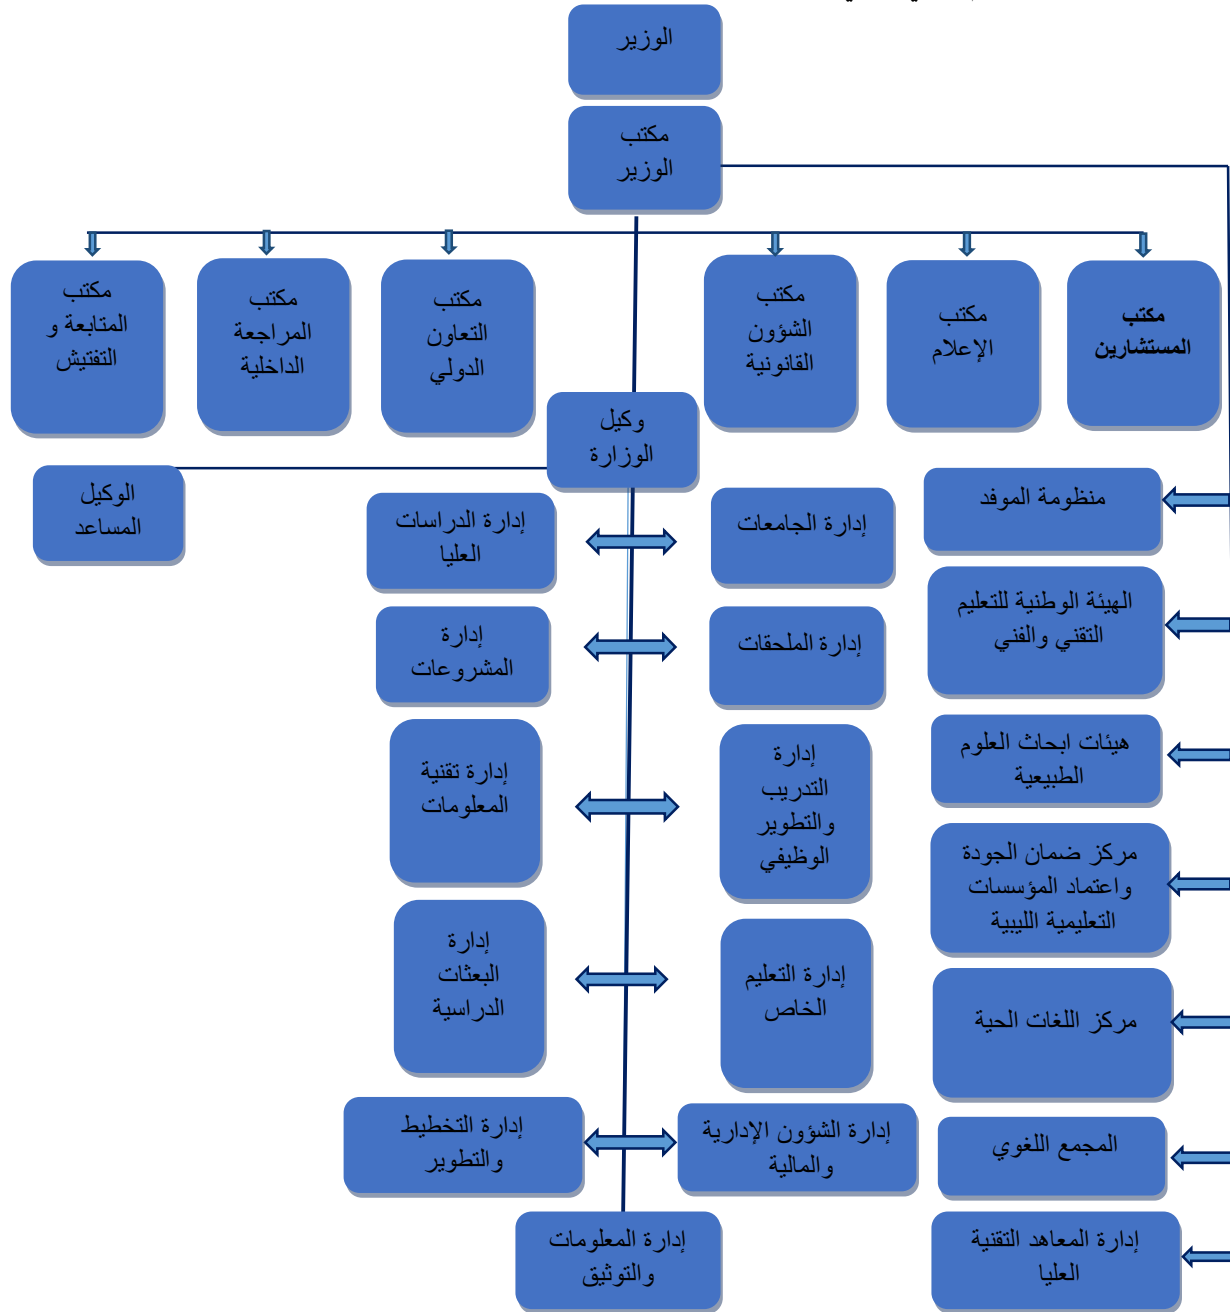 الوزير
مكتب
الوزير
مكتب
المستشارين
مكتب
الإعلام
مكتب
الشؤون
القانونية
مكتب
التعاون
الدولي
مكتب
المراجعة
الداخلية
مكتب
المتابعة و
التفتيش
وكيل
الوزارة
الوكيل
المساعد
منظومة الموفد
الهيئة الوطنية للتعليم
التقني والفني
هيئات ابحاث العلوم
الطبيعية
مركز ضمان الجودة
واعتماد المؤسسات
التعليمية الليبية
مركز اللغات الحية
المجمع اللغوي
إدارة المعاهد التقنية
العليا
إدارة الجامعات
إدارة الدراسات
العليا
إدارة الملحقات
إدارة
المشروعات
إدارة
التدريب
والتطوير
الوظيفي
إدارة تقنية
المعلومات
إدارة التعليم
الخاص
إدارة
البعثات
الدراسية
إدارة الشؤون الإدارية
والمالية
إدارة التخطيط
والتطوير
إدارة المعلومات
والتوثيق